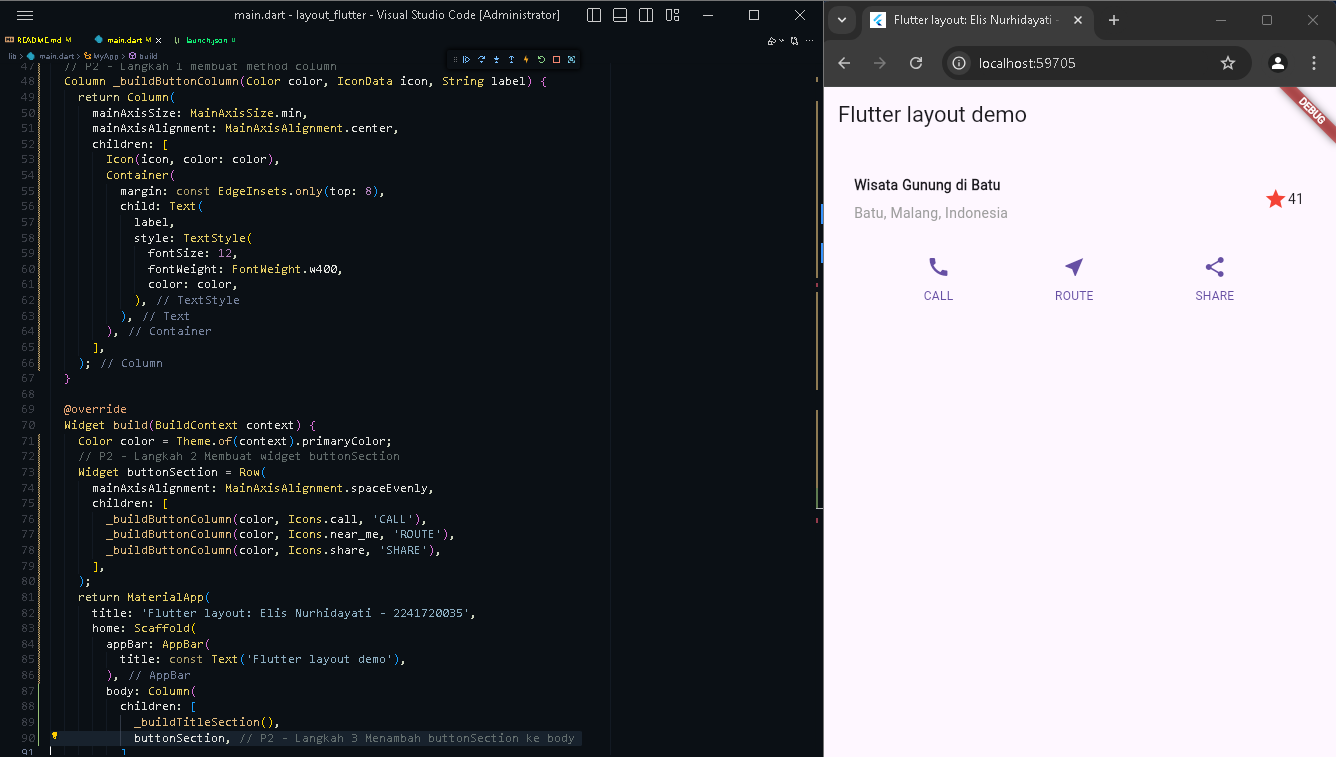 main.dart - layout_flutter - Visual Studio Code [Administrator]
README.md M
main.dart M
launch.json U
lib > main.dart > MyApp > build
47 // P2 - Langkah 1 membuat method column
48 Column _buildButtonColumn(Color color, IconData icon, String label) {
49 return Column(
50 mainAxisSize: MainAxisSize.min,
51 mainAxisAlignment: MainAxisAlignment.center,
52 children: [
53 Icon(icon, color: color),
54 Container(
55 margin: const EdgeInsets.only(top: 8),
56 child: Text(
57 label,
58 style: TextStyle(
59 fontSize: 12,
60 fontWeight: FontWeight.w400,
61 color: color,
62 ), // TextStyle
63 ), // Text
64 ), // Container
65 ],
66 ); // Column
67 }
68
69 @override
70 Widget build(BuildContext context) {
71 Color color = Theme.of(context).primaryColor;
72 // P2 - Langkah 2 Membuat widget buttonSection
73 Widget buttonSection = Row(
74 mainAxisAlignment: MainAxisAlignment.spaceEvenly,
75 children: [
76 _buildButtonColumn(color, Icons.call, 'CALL'),
77 _buildButtonColumn(color, Icons.near_me, 'ROUTE'),
78 _buildButtonColumn(color, Icons.share, 'SHARE'),
79 ],
80 );
81 return MaterialApp(
82 title: 'Flutter layout: Elis Nurhidayati - 2241720035',
83 home: Scaffold(
84 appBar: AppBar(
85 title: const Text('Flutter layout demo'),
86 ), // AppBar
87 body: Column(
88 children: [
89 _buildTitleSection(),
90 buttonSection, // P2 - Langkah 3 Menambah buttonSection ke body
91 ]
Flutter layout: Elis Nurhidayati -
localhost:59705
Flutter layout demo
DEBUG
Wisata Gunung di Batu
Batu, Malang, Indonesia
41
CALL
ROUTE
SHARE